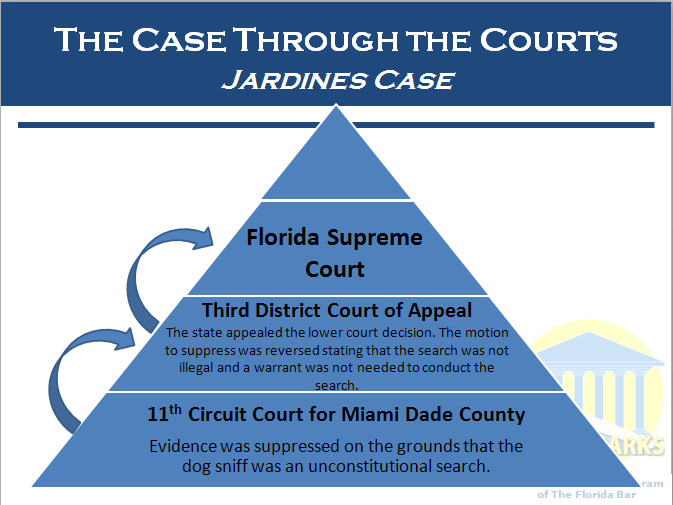 THE CASE THROUGH THE COURTS
JARDINES CASE
Florida Supreme
Court
Third District Court of Appeal
The state appealed the lower court decision. The motion
to suppress was reversed stating that the search was not
illegal and a warrant was not needed to conduct the
search.
11th Circuit Court for Miami Dade County
Evidence was suppressed on the grounds that the
dog sniff was an unconstitutional search.
of The Florida Bar